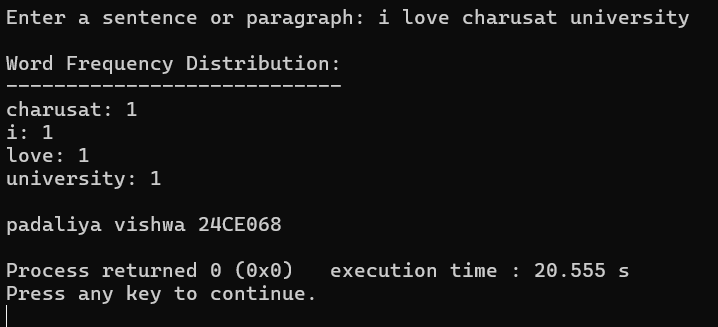 Enter a sentence or paragraph: i love charusat university
Word Frequency Distribution:
----------------------------
charusat: 1
i: 1
love: 1
university: 1
padaliya vishwa 24CE068
Process returned 0 (0x0)   execution time : 20.555 s
Press any key to continue.